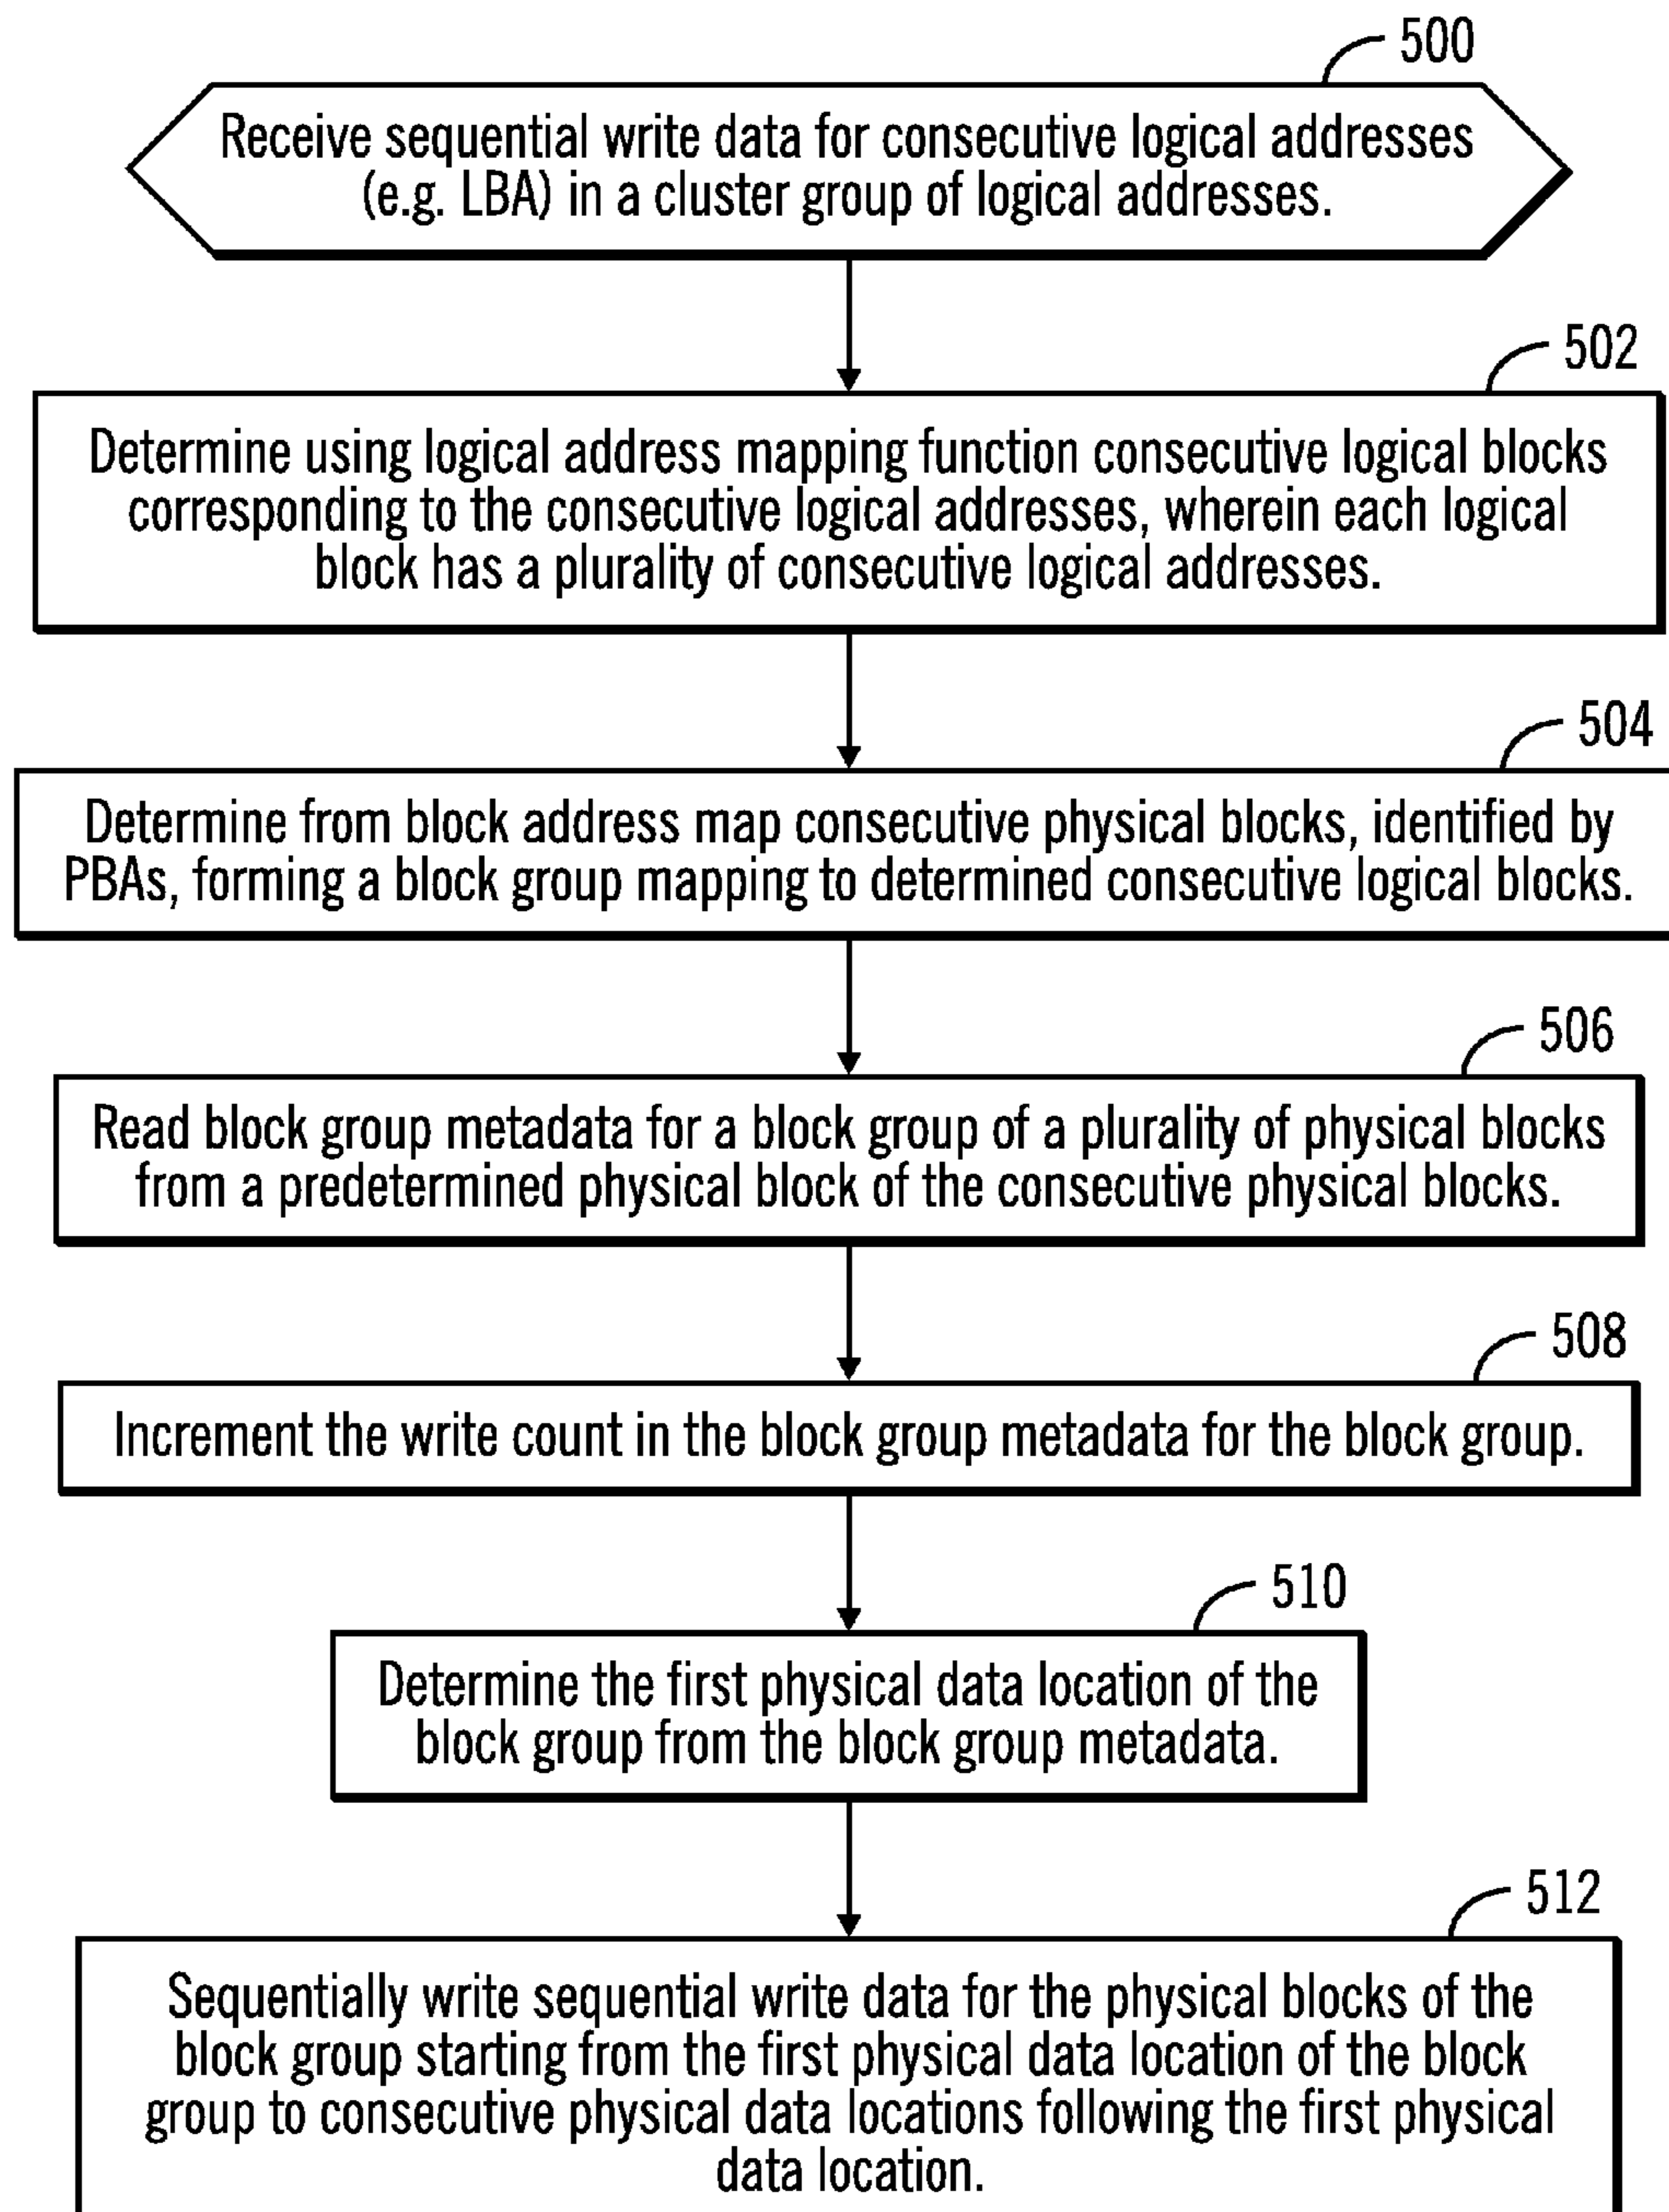 500
Receive sequential write data for consecutive logical addresses
(e.g. LBA) in a cluster group of logical addresses.
502
Determine using logical address mapping function consecutive logical blocks
corresponding to the consecutive logical addresses, wherein each logical
block has a plurality of consecutive logical addresses.
504
Determine from block address map consecutive physical blocks, identified by
PBAs, forming a block group mapping to determined consecutive logical blocks.
506
Read block group metadata for a block group of a plurality of physical blocks
from a predetermined physical block of the consecutive physical blocks.
508
Increment the write count in the block group metadata for the block group.
510
Determine the first physical data location of the
block group from the block group metadata.
512
Sequentially write sequential write data for the physical blocks of the
block group starting from the first physical data location of the block
group to consecutive physical data locations following the first physical
data location.